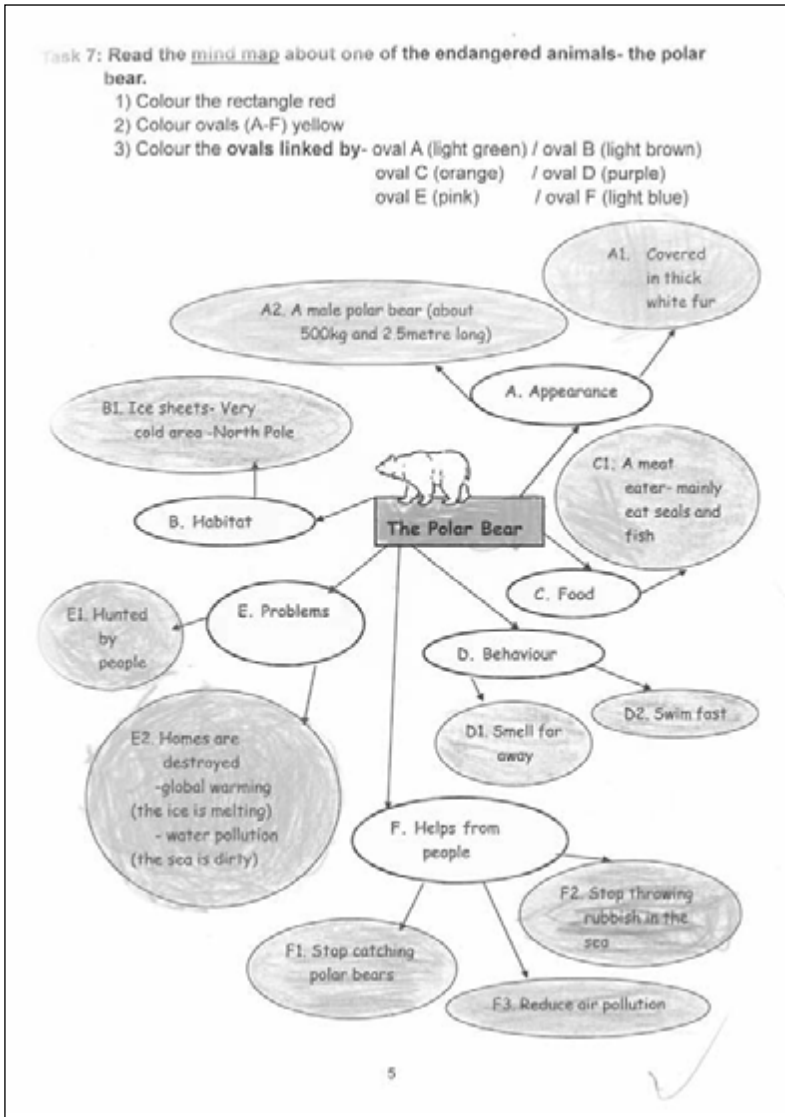 Task 7: Read the mind map about one of the endangered animals- the polar
bear.
1) Colour the rectangle red
2) Colour ovals (A-F) yellow
3) Colour the ovals linked by- oval A (light green) / oval B (light brown)
oval C (orange) / oval D (purple)
oval E (pink) / oval F (light blue)
A1. Covered
in thick
white fur
A2. A male polar bear (about
500kg and 2.5metre long)
A. Appearance
B1. Ice sheets- Very
cold area -North Pole
C1. A meat
eater- mainly
eat seals and
fish
B. Habitat
The Polar Bear
C. Food
E1. Hunted
by
people
E. Problems
D. Behaviour
D2. Swim fast
D1. Smell far
away
E2. Homes are
destroyed
-global warming
(the ice is melting)
- water pollution
(the sea is dirty)
F. Helps from
people
F2. Stop throwing
rubbish in the
sea
F1. Stop catching
polar bears
F3. Reduce air pollution
5